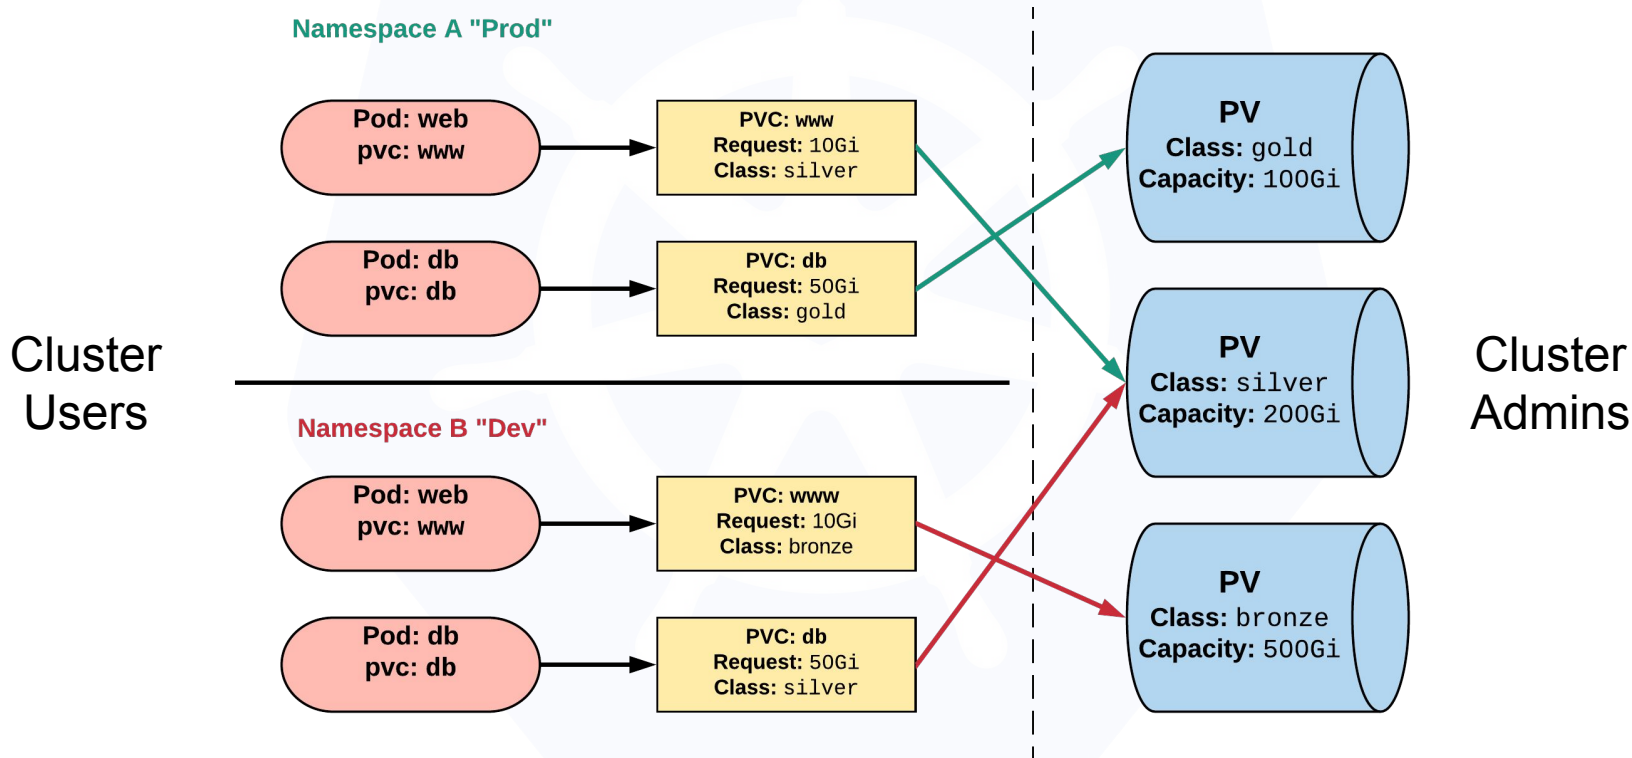 Namespace A "Prod"
Pod: web
pvc: www
PVC: www
Request: 10Gi
Class: silver
PV
Class: gold
Capacity: 100Gi
Pod: db
pvc: db
PVC: db
Request: 50Gi
Class: gold
Cluster
Users
PV
Class: silver
Capacity: 200Gi
Cluster
Admins
Namespace B "Dev"
Pod: web
pvc: www
PVC: www
Request: 10Gi
Class: bronze
PV
Class: bronze
Capacity: 500Gi
Pod: db
pvc: db
PVC: db
Request: 50Gi
Class: silver